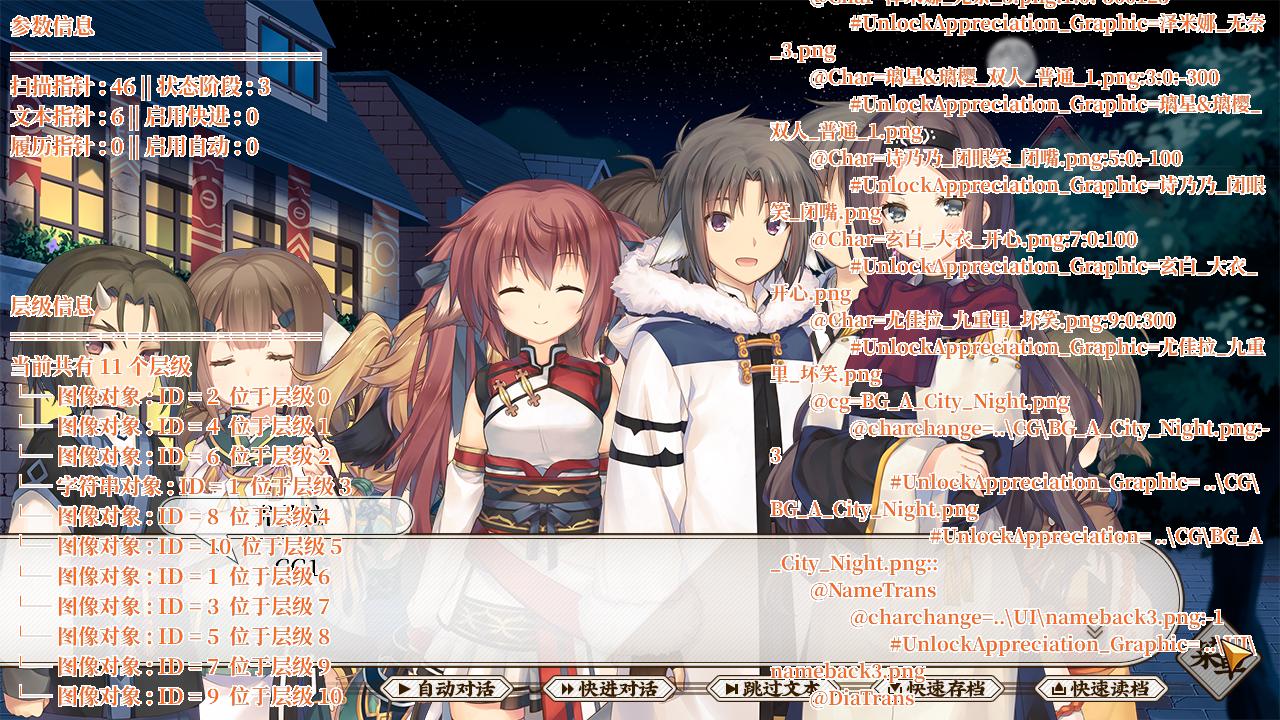 参数信息
==============================
扫描指针 : 46 || 状态阶段 : 3
文本指针 : 6 || 启用快进 : 0
履历指针 : 0 || 启用自动 : 0
层级信息
==============================
当前共有 11 个层级
图像对象 : ID = 2 位于层级 0
图像对象 : ID = 4 位于层级 1
图像对象 : ID = 6 位于层级 2
字符串对象 : ID = 1 位于层级 3
图像对象 : ID = 8 位于层级 4
图像对象 : ID = 10 位于层级 5
图像对象 : ID = 1 位于层级 6
图像对象 : ID = 3 位于层级 7
图像对象 : ID = 5 位于层级 8
图像对象 : ID = 7 位于层级 9
图像对象 : ID = 9 位于层级 10
#UnlockAppreciation_Graphic=泽米娜_无奈
_3.png
@Char=璃星&璃樱_双人_普通_1.png:3:0:-300
#UnlockAppreciation_Graphic=璃星&璃樱_
双人_普通_1.png
@Char=诗乃乃_闭眼笑_闭嘴.png:5:0:-100
#UnlockAppreciation_Graphic=诗乃乃_闭眼
笑_闭嘴.png
@Char=玄白_大衣_开心.png:7:0:100
#UnlockAppreciation_Graphic=玄白_大衣_
开心.png
@Char=尤佳拉_九重里_坏笑.png:9:0:300
#UnlockAppreciation_Graphic=尤佳拉_九重
里_坏笑.png
@cg=BG_A_City_Night.png
@charchange=..\CG\BG_A_City_Night.png:-
3
#UnlockAppreciation_Graphic= ..\CG\
BG_A_City_Night.png
#UnlockAppreciation= ..\CG\BG_A
_City_Night.png::
@NameTrans
@charchange=..\UI\nameback3.png:-1
#UnlockAppreciation_Graphic= ..\UI\
nameback3.png
@DiaTrans
CG1
菜单
自动对话
快进对话
跳过文本
快速存档
快速读档